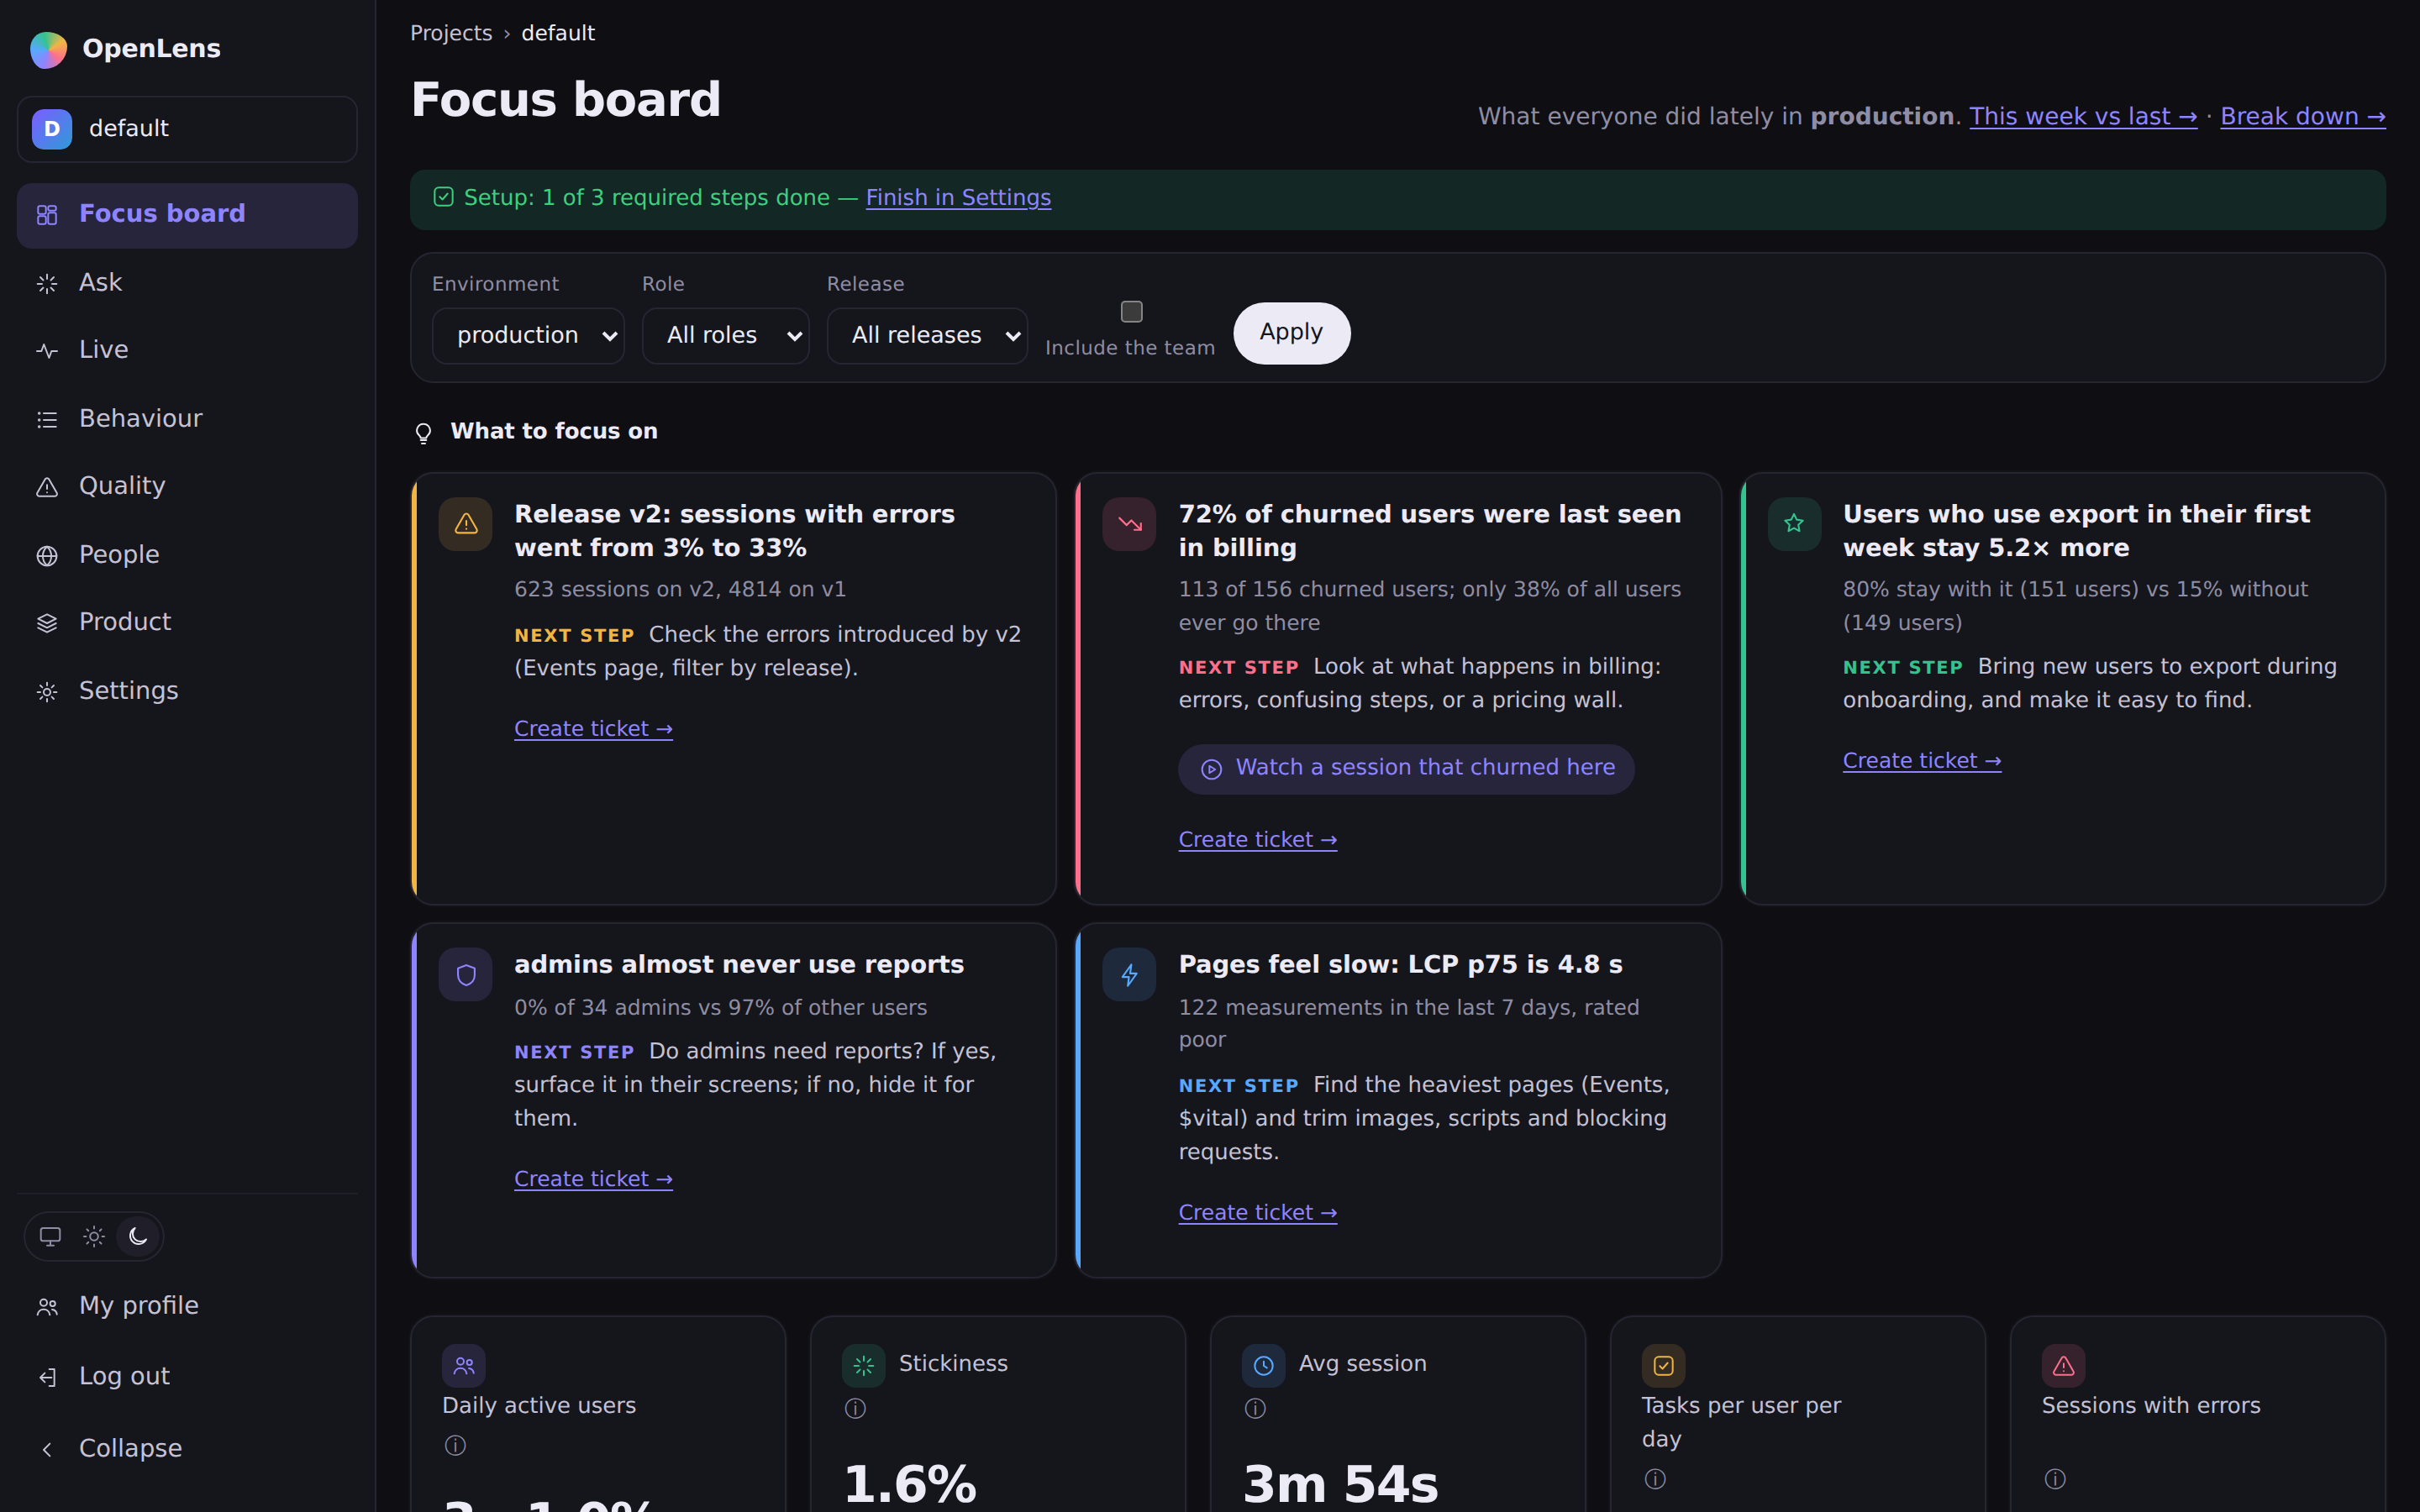 OpenLens
D default
Focus board
Ask
Live
Behaviour
Quality
People
Product
Settings
My profile
Log out
Collapse
Projects › default
Focus board
What everyone did lately in production. This week vs last → · Break down →
Setup: 1 of 3 required steps done — Finish in Settings
Environment
production
Role
All roles
Release
All releases
Include the team
Apply
What to focus on
Release v2: sessions with errors
went from 3% to 33%
623 sessions on v2, 4814 on v1
NEXT STEP Check the errors introduced by v2
(Events page, filter by release).
Create ticket →
72% of churned users were last seen
in billing
113 of 156 churned users; only 38% of all users
ever go there
NEXT STEP Look at what happens in billing:
errors, confusing steps, or a pricing wall.
Watch a session that churned here
Create ticket →
Users who use export in their first
week stay 5.2× more
80% stay with it (151 users) vs 15% without
(149 users)
NEXT STEP Bring new users to export during
onboarding, and make it easy to find.
Create ticket →
admins almost never use reports
0% of 34 admins vs 97% of other users
NEXT STEP Do admins need reports? If yes,
surface it in their screens; if no, hide it for
them.
Create ticket →
Pages feel slow: LCP p75 is 4.8 s
122 measurements in the last 7 days, rated
poor
NEXT STEP Find the heaviest pages (Events,
$vital) and trim images, scripts and blocking
requests.
Create ticket →
Daily active users
Stickiness
1.6%
Avg session
3m 54s
Tasks per user per
day
Sessions with errors